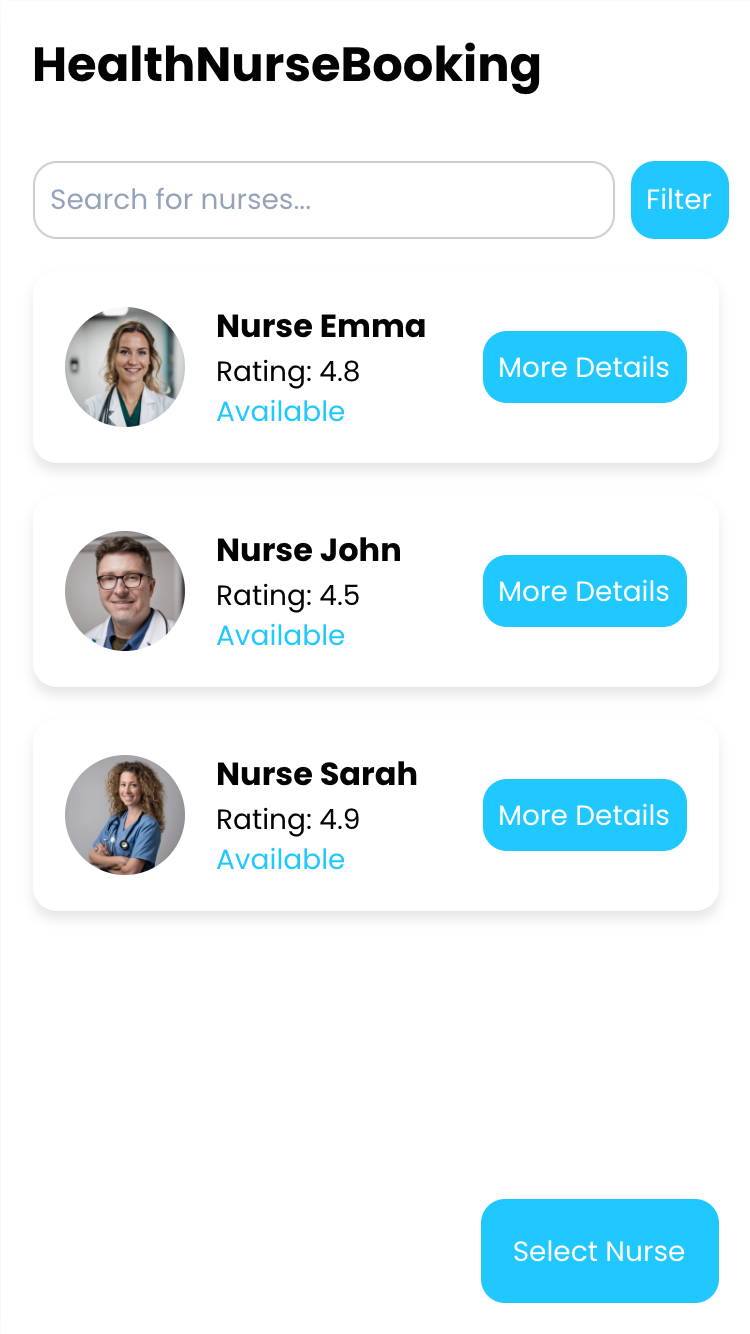 HealthNurseBooking
Search for nurses...
Filter
Nurse Emma
Rating: 4.8
Available
More Details
Nurse John
Rating: 4.5
Available
More Details
Nurse Sarah
Rating: 4.9
Available
More Details
Select Nurse